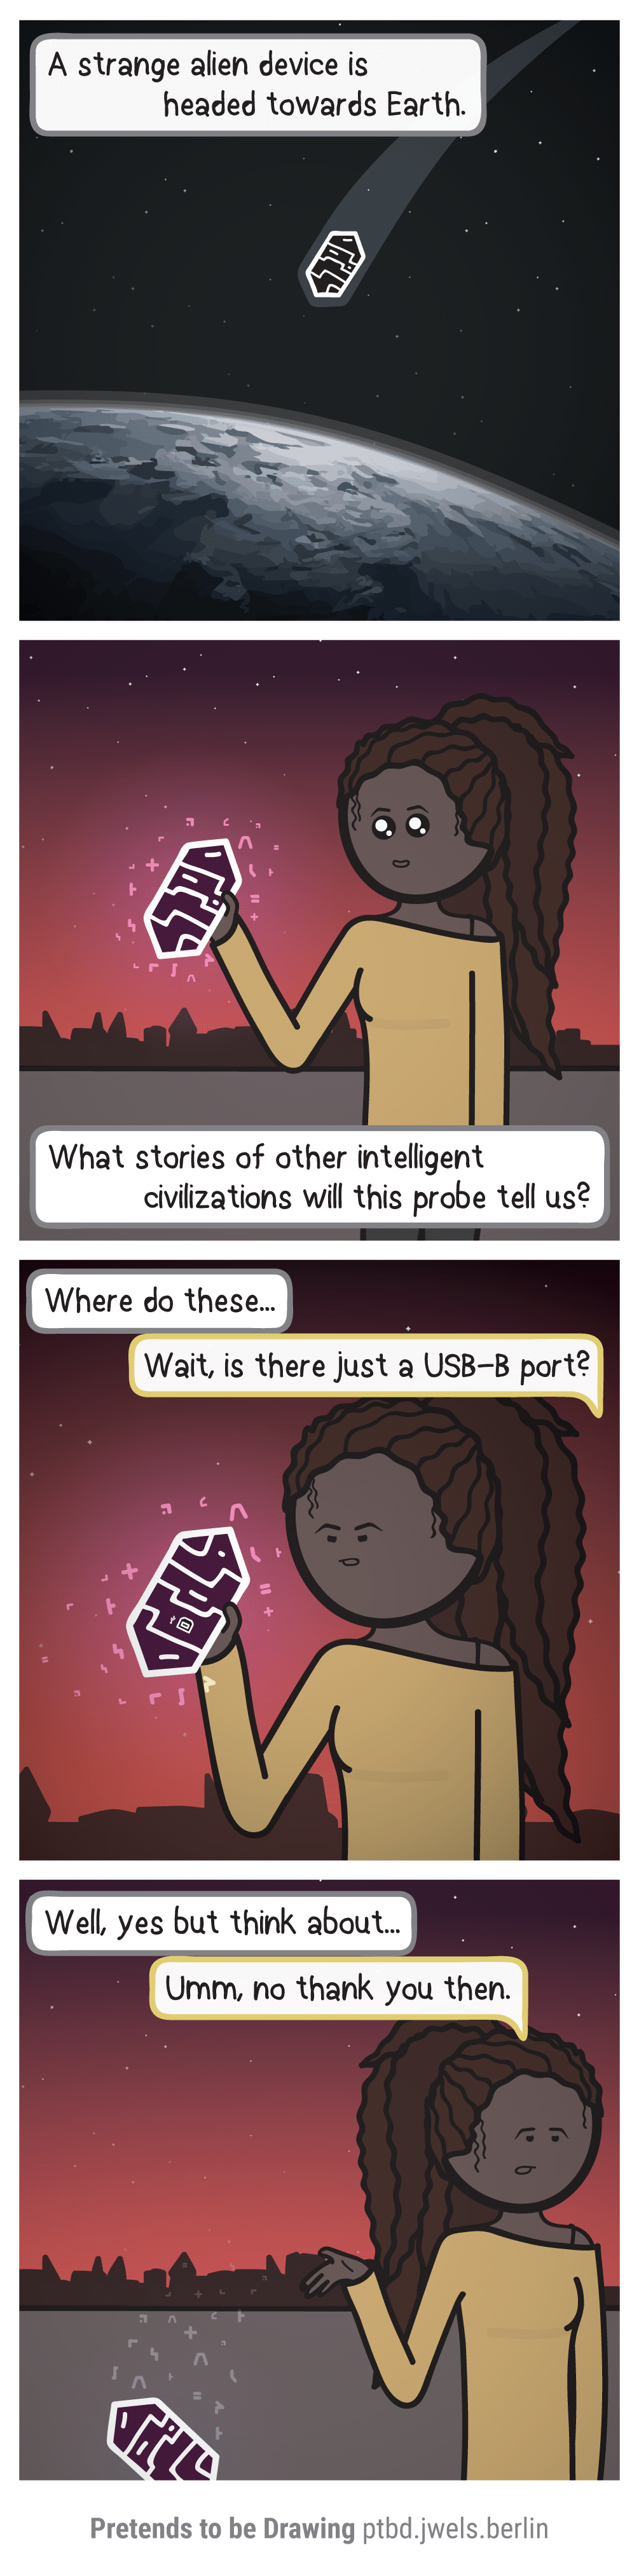 A strange alien device is
headed towards Earth.
What stories of other intelligent
civilizations will this probe tell us?
Where do these...
Wait, is there just a USB-B port?
Well, yes but think about...
Umm, no thank you then.
Pretends to be Drawing ptbd.jwels.berlin